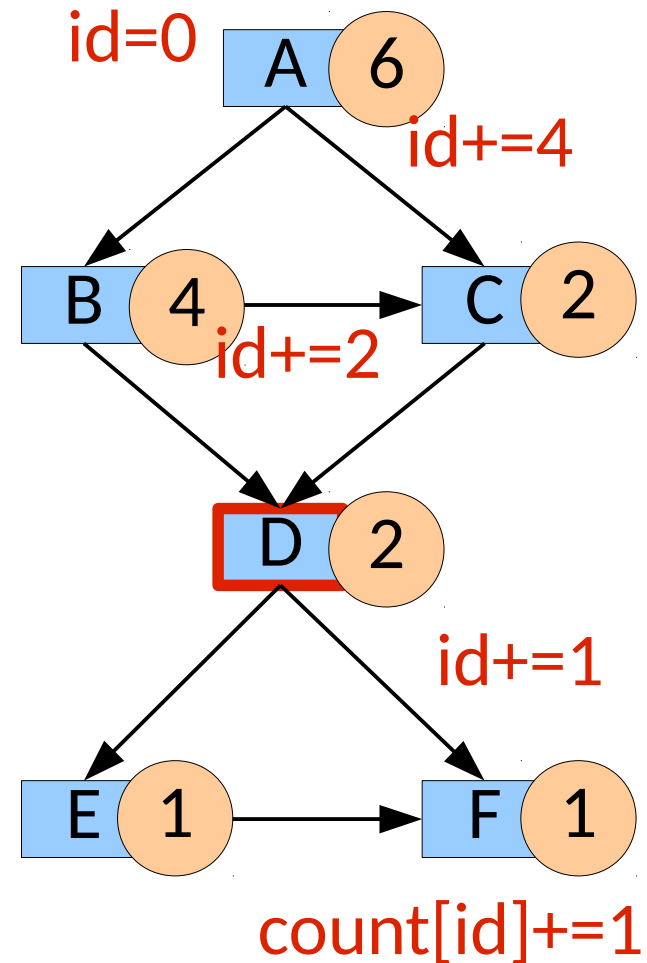 id=0
A 6
id+=4
B 4
C 2
id+=2
D 2
id+=1
E 1
F 1
count[id]+=1